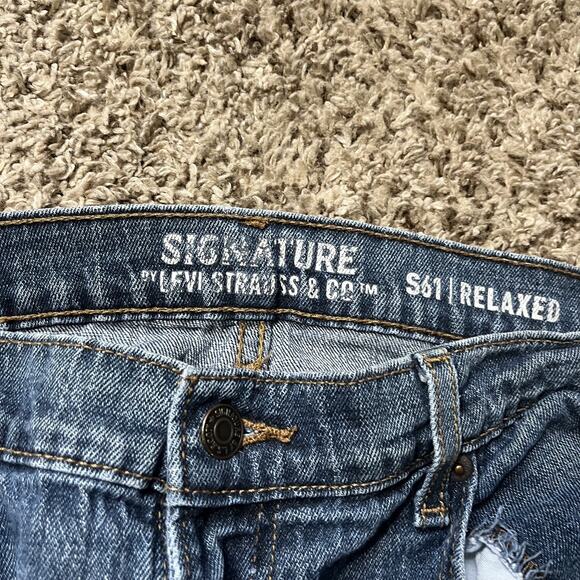 SIGNATURE
BY LEVI STRAUSS & CO™
S61 | RELAXED